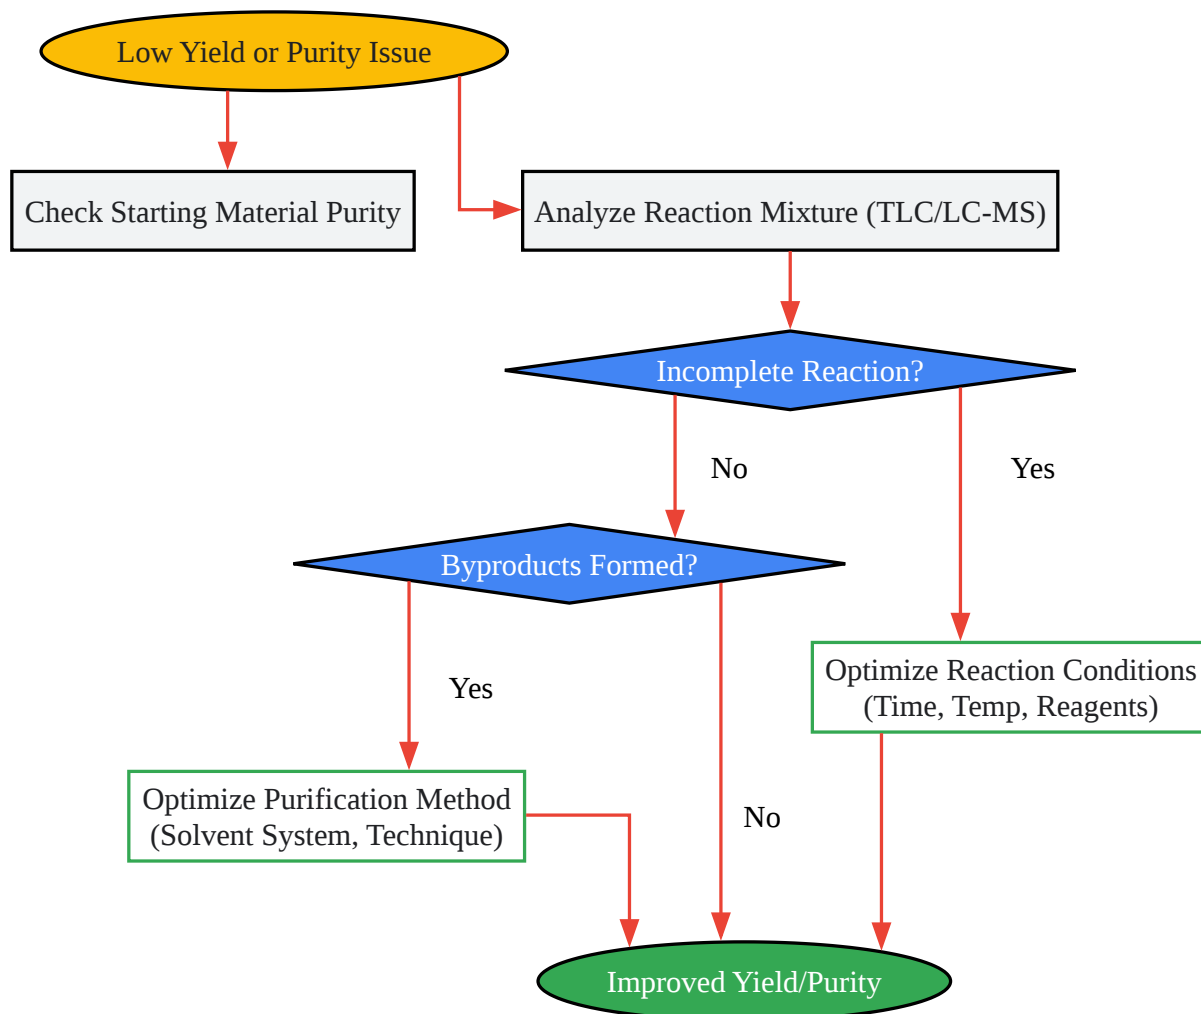 Low Yield or Purity Issue
Check Starting Material Purity
Analyze Reaction Mixture (TLC/LC-MS)
Incomplete Reaction?
No
Yes
Byproducts Formed?
Optimize Reaction Conditions
(Time, Temp, Reagents)
Yes
Optimize Purification Method
(Solvent System, Technique)
No
Improved Yield/Purity